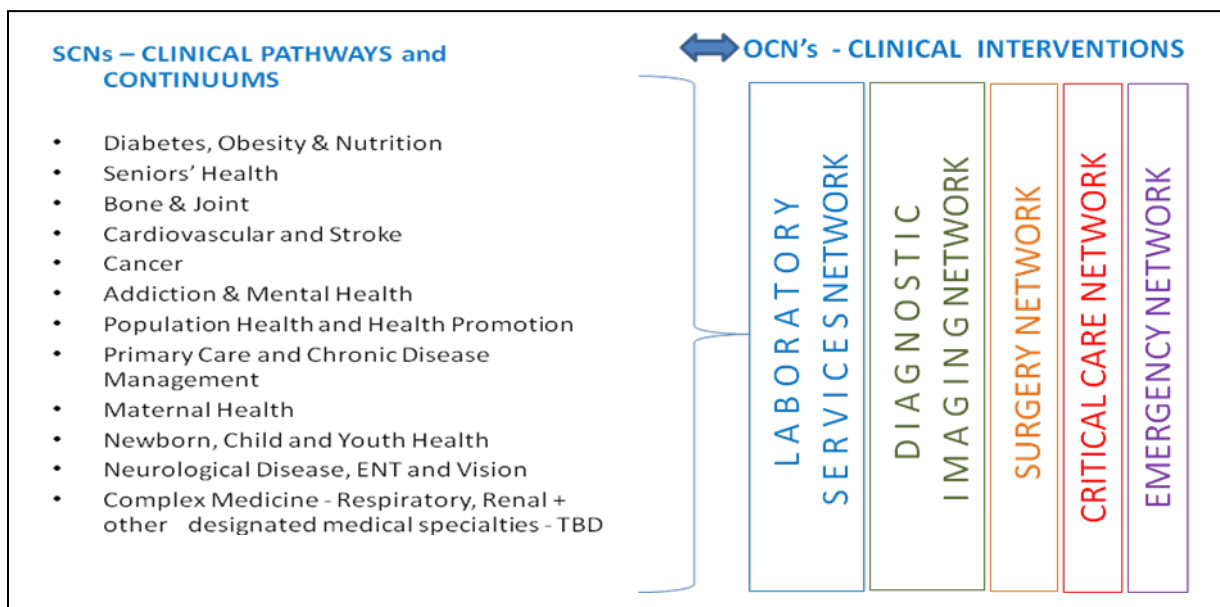 SCNs – CLINICAL PATHWAYS and
CONTINUUMS
• Diabetes, Obesity & Nutrition
• Seniors’ Health
• Bone & Joint
• Cardiovascular and Stroke
• Cancer
• Addiction & Mental Health
• Population Health and Health Promotion
• Primary Care and Chronic Disease
Management
• Maternal Health
• Newborn, Child and Youth Health
• Neurological Disease, ENT and Vision
• Complex Medicine - Respiratory, Renal +
other designated medical specialties - TBD
OCN’s - CLINICAL INTERVENTIONS
LABORATORY
SERVICES NETWORK
DIAGNOSTIC
IMAGING NETWORK
SURGERY NETWORK
CRITICAL CARE NETWORK
EMERGENCY NETWORK